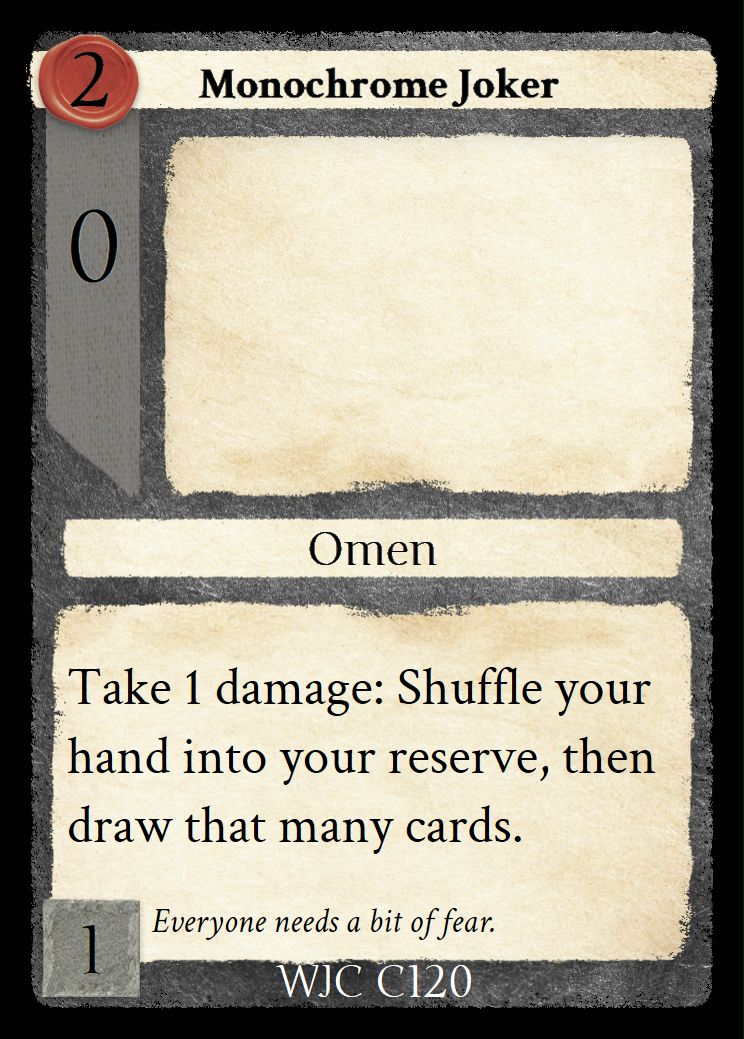 2
Monochrome Joker
0
Omen
Take 1 damage: Shuffle your
hand into your reserve, then
draw that many cards.
Everyone needs a bit of fear.
1
WJC C120